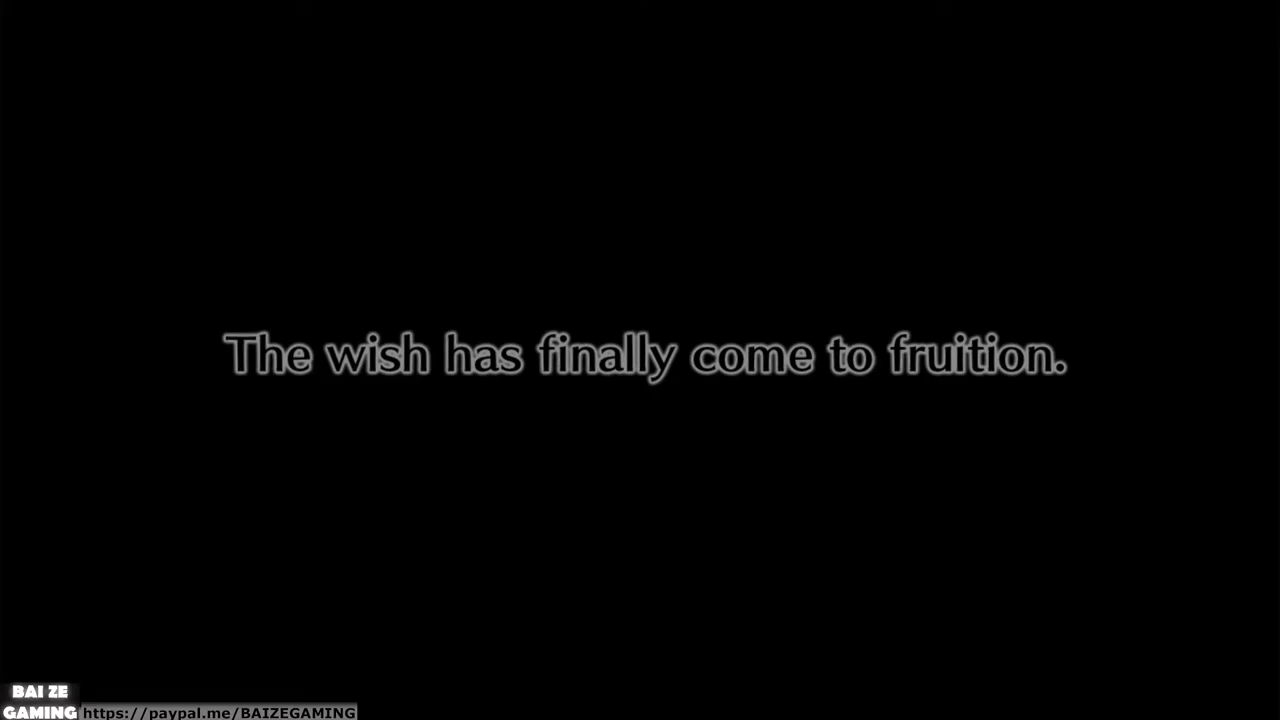 The wish has finally come to fruition.
BAI ZE
GAMING https://paypal.me/BAIZEGAMING